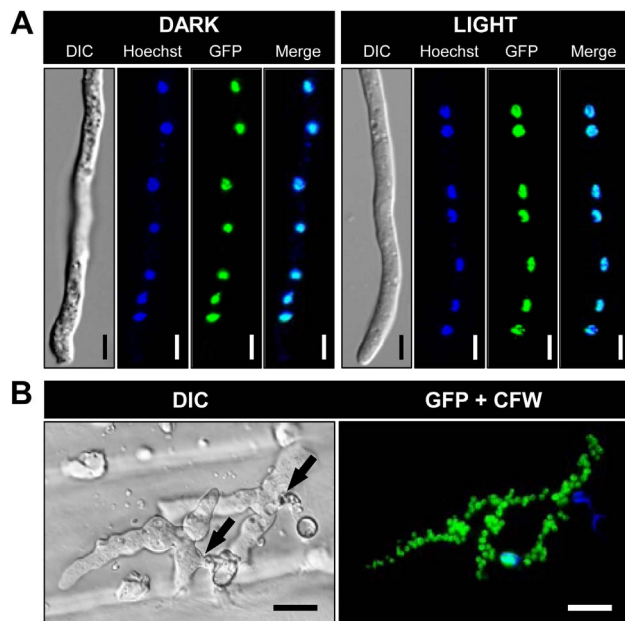 A
DARK
LIGHT
DIC Hoechst GFP Merge
DIC Hoechst GFP Merge
B
DIC
GFP + CFW